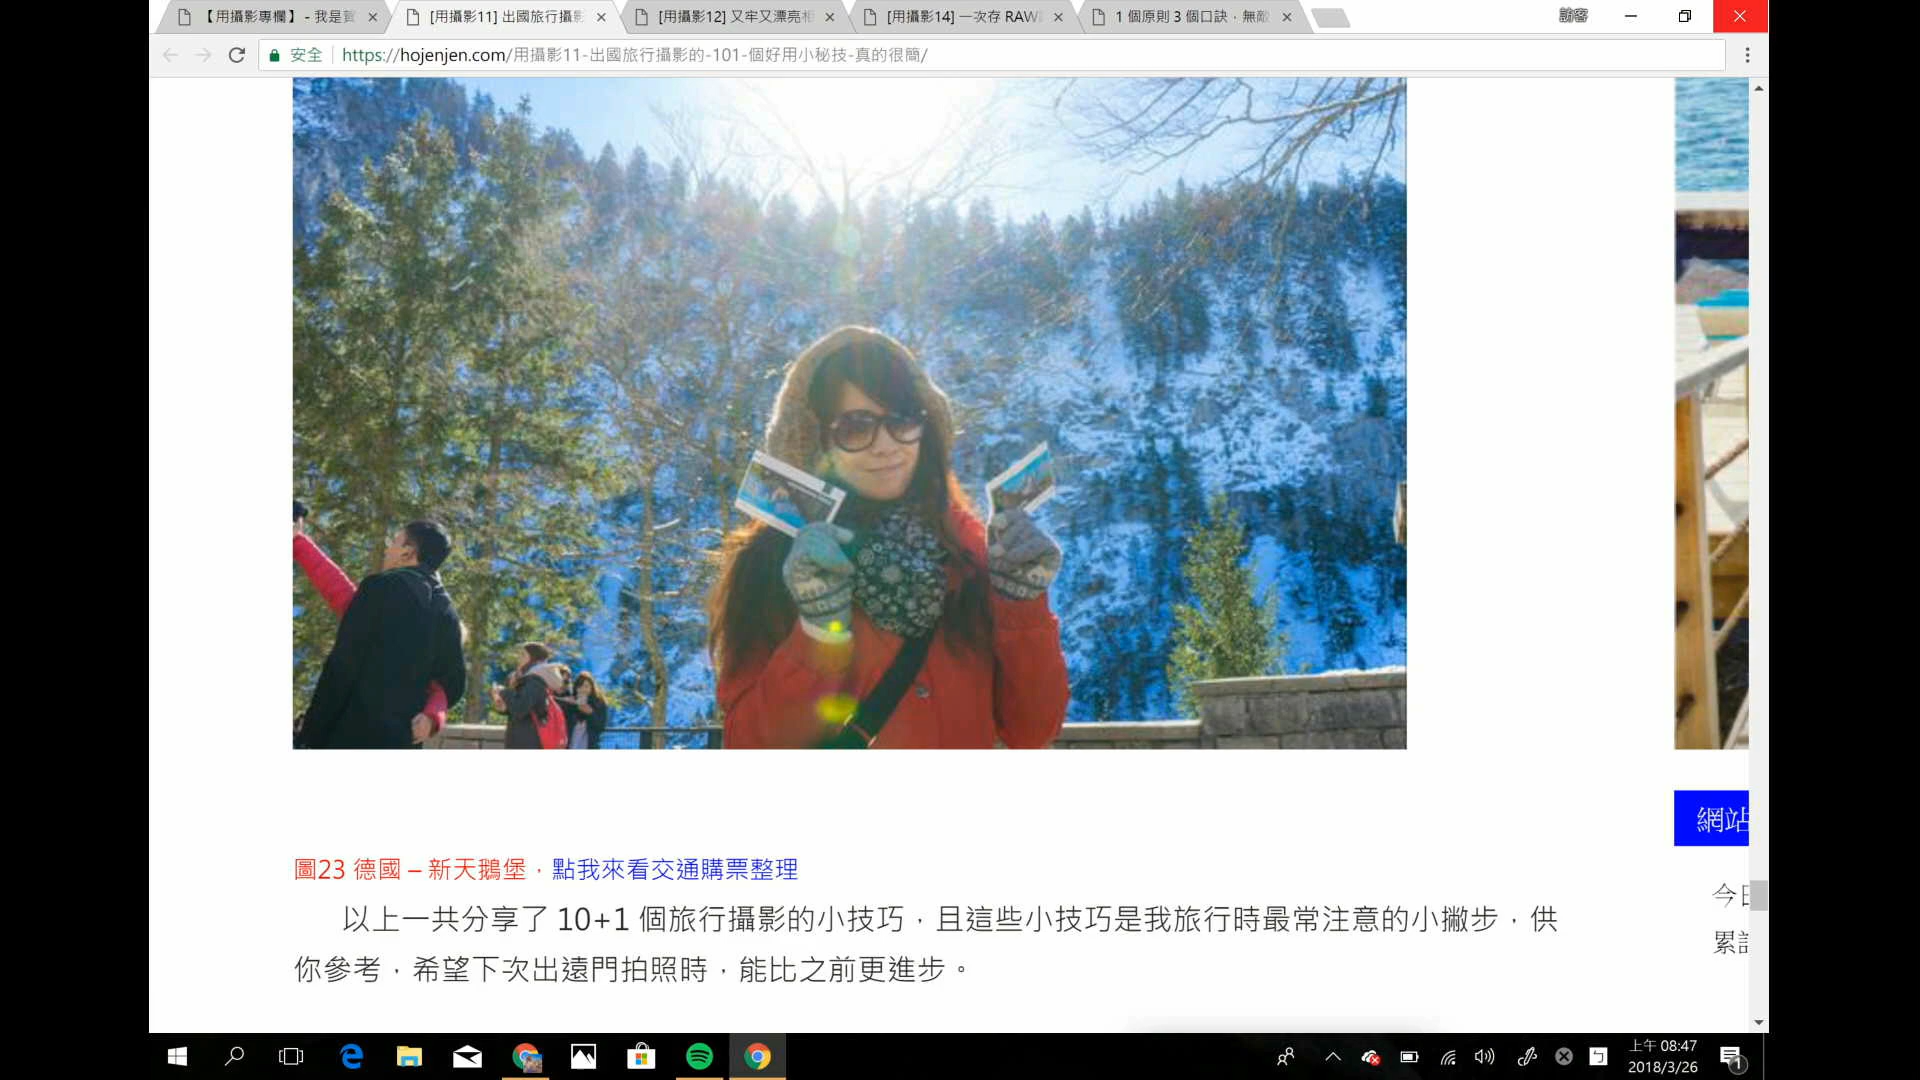 【用攝影專欄】 - 我是賀
[用攝影11] 出國旅行攝影
[用攝影12] 又牢又漂亮相
[用攝影14] 一次存 RAW
1 個原則 3 個口訣，無敵
訪客
安全 https://hojenjen.com/用攝影11-出國旅行攝影的-101-個好用小秘技-真的很簡/
圖23 德國 – 新天鵝堡，點我來看交通購票整理
以上一共分享了 10+1 個旅行攝影的小技巧，且這些小技巧是我旅行時最常注意的小撇步，供
你參考，希望下次出遠門拍照時，能比之前更進步。
網站
今日
累計
上午 08:47
2018/3/26
ㄅ
1